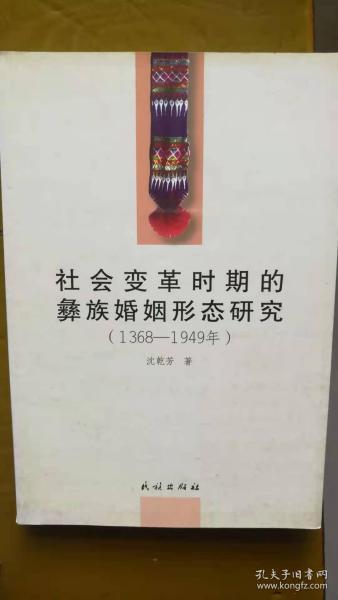 社会变革时期的
彝族婚姻形态研究
(1368—1949年)
沈乾芳 著
民族出版社
孔夫子旧书网
www.kongfz.com